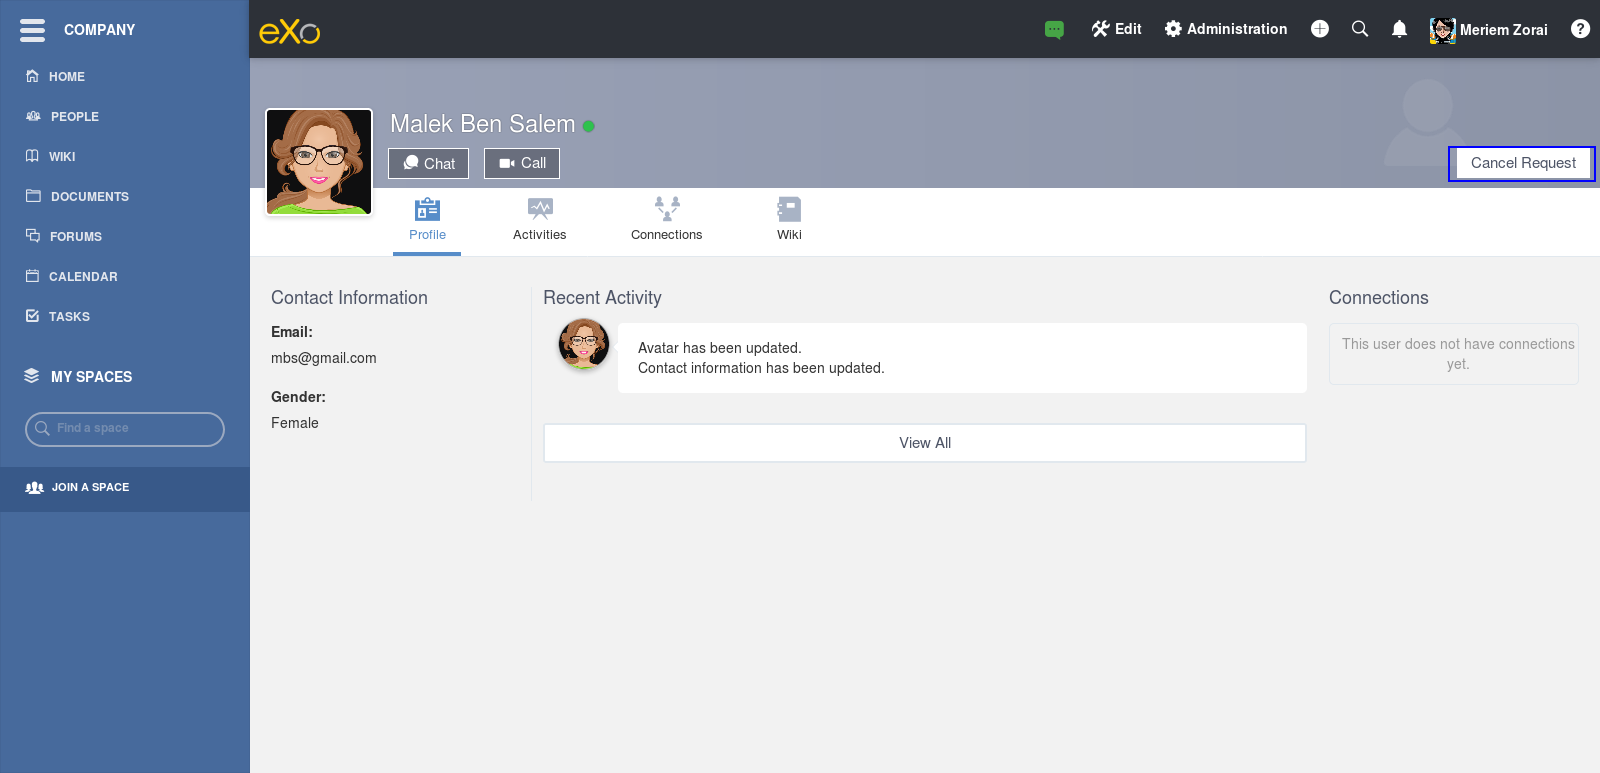 COMPANY
HOME
PEOPLE
WIKI
DOCUMENTS
FORUMS
CALENDAR
TASKS
MY SPACES
Find a space
JOIN A SPACE
eXo
Edit
Administration
Meriem Zorai
Malek Ben Salem
Chat
Call
Cancel Request
Profile
Activities
Connections
Wiki
Contact Information
Email:
mbs@gmail.com
Gender:
Female
Recent Activity
Avatar has been updated.
Contact information has been updated.
View All
Connections
This user does not have connections
yet.